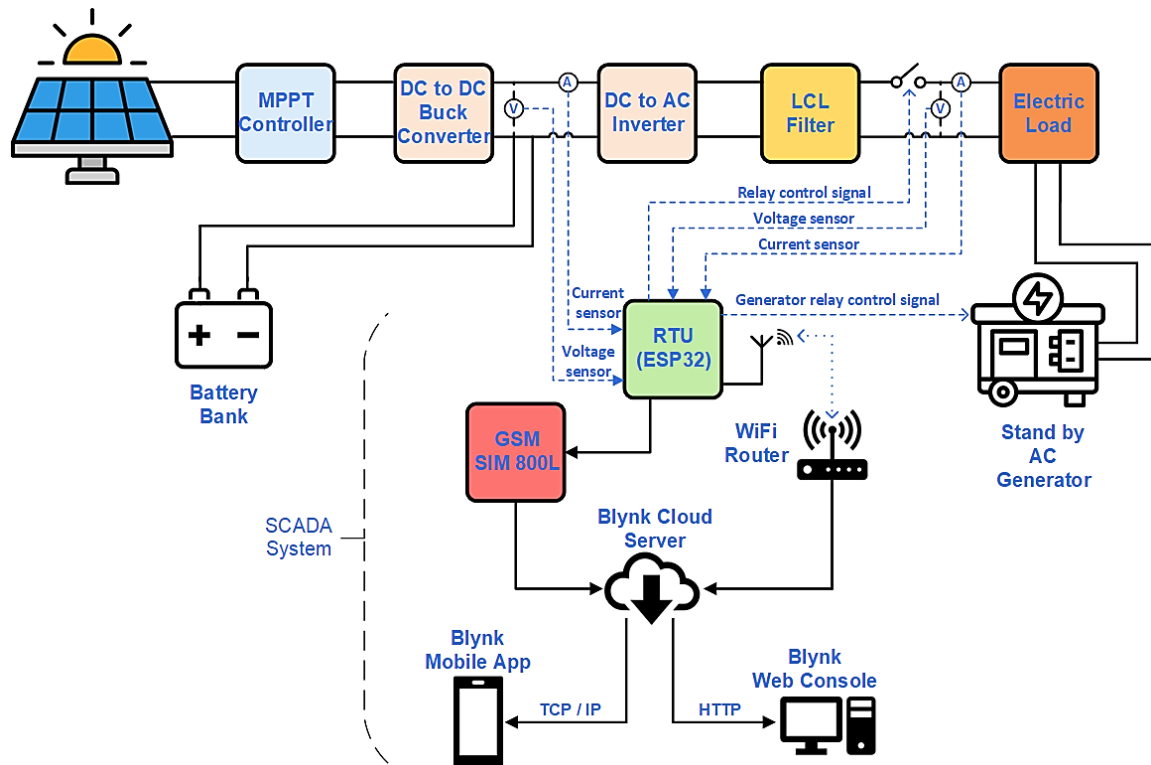 MPPT
Controller
DC to DC
Buck
Converter
V
A
DC to AC
Inverter
LCL
Filter
A
V
Electric
Load
Relay control signal
Voltage sensor
Current sensor
Current
sensor
Voltage
sensor
RTU
(ESP32)
Generator relay control signal
Battery
Bank
GSM
SIM 800L
WiFi
Router
Stand by
AC
Generator
SCADA
System
Blynk Cloud
Server
Blynk
Mobile App
Blynk
Web Console
TCP / IP
HTTP